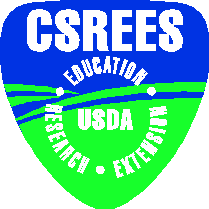 CSREES
• EDUCATION •
USDA
RESEARCH • EXTENSION